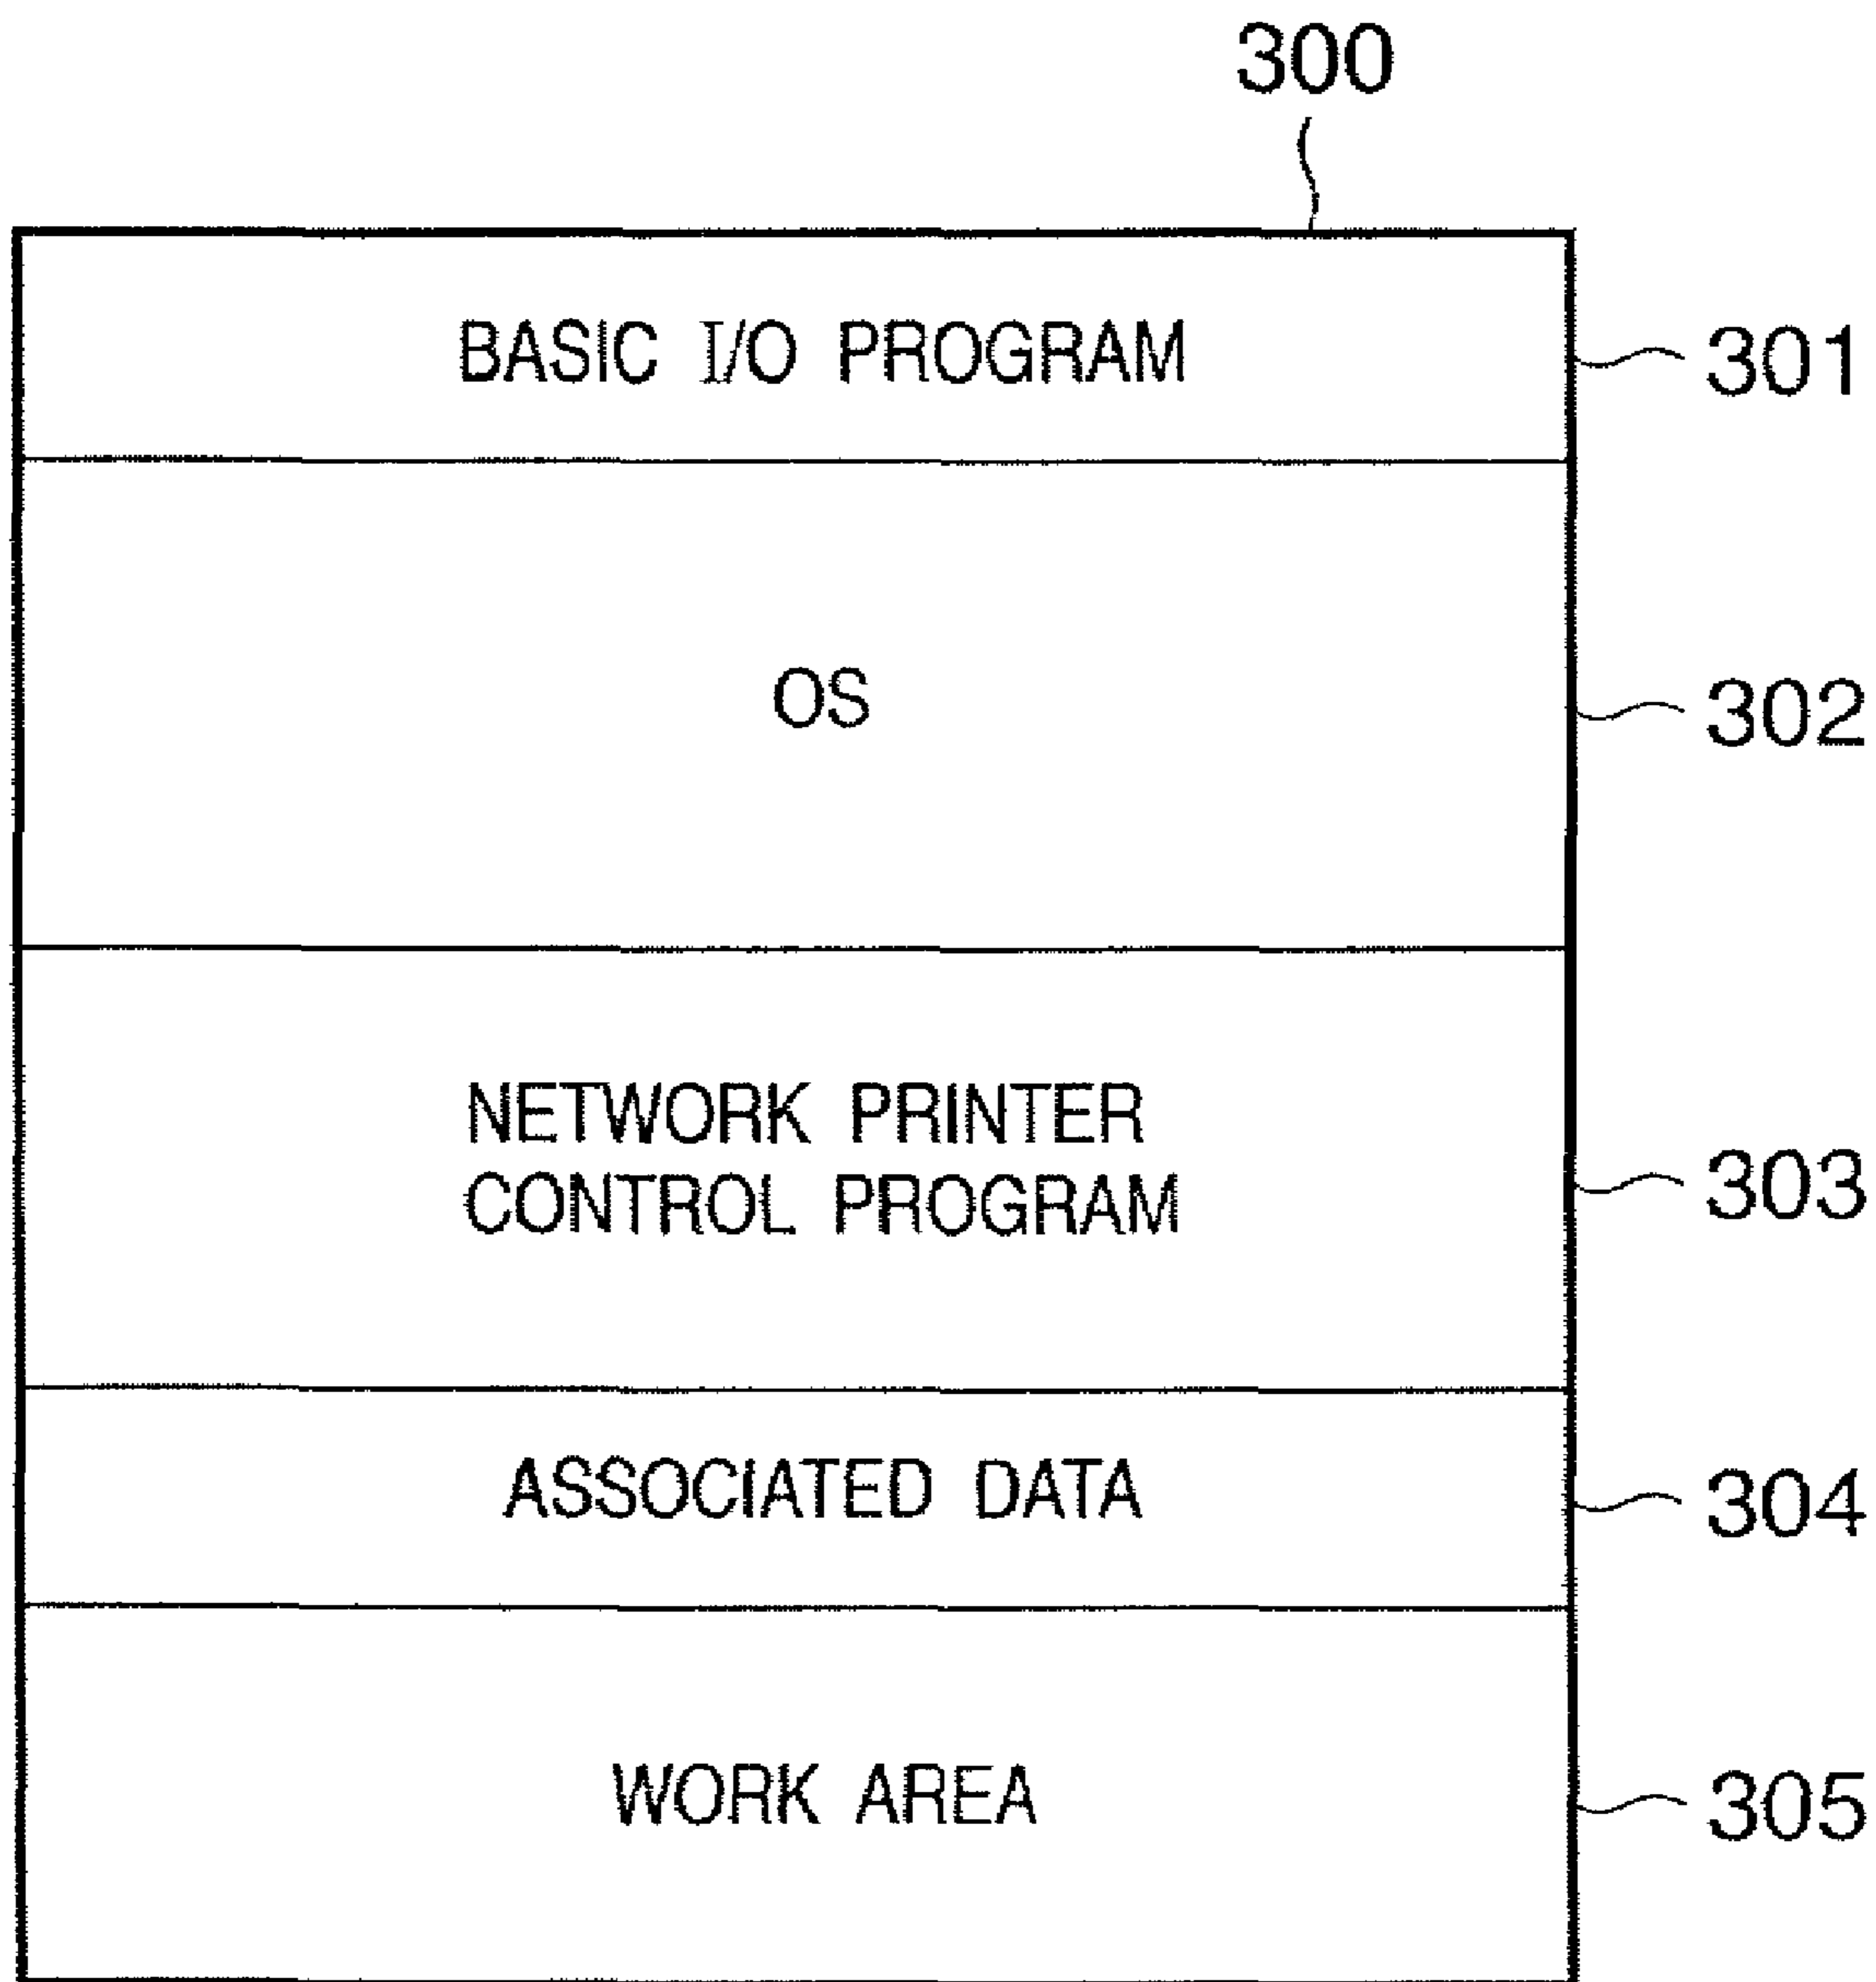 300
BASIC I/O PROGRAM
301
OS
302
NETWORK PRINTER
CONTROL PROGRAM
303
ASSOCIATED DATA
304
WORK AREA
305